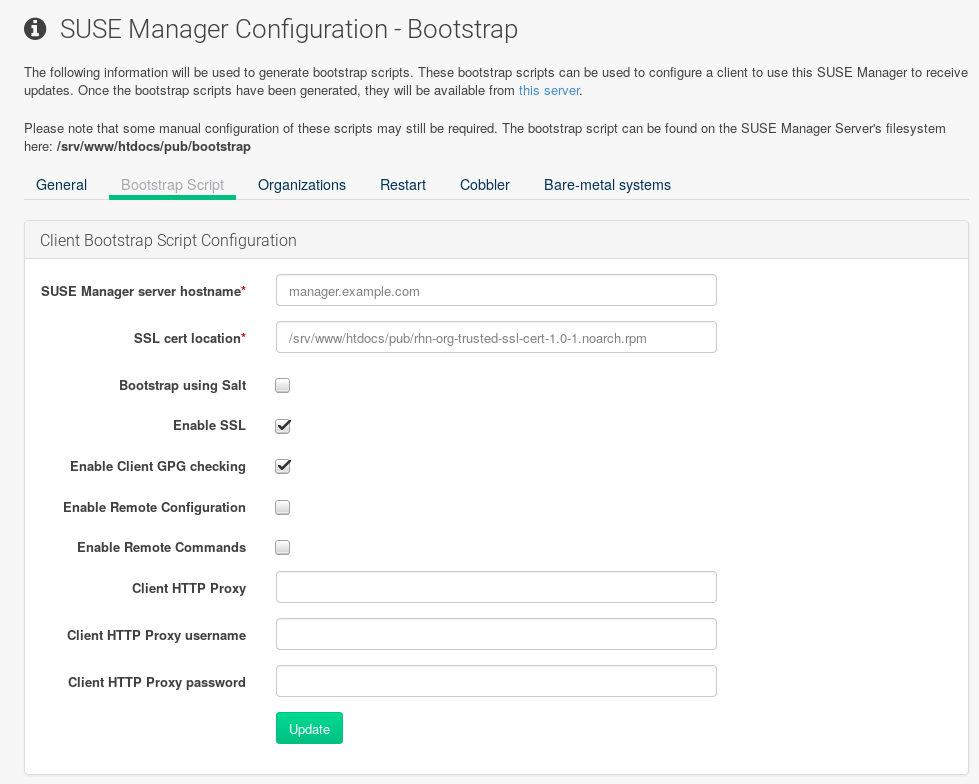 SUSE Manager Configuration - Bootstrap
The following information will be used to generate bootstrap scripts. These bootstrap scripts can be used to configure a client to use this SUSE Manager to receive
updates. Once the bootstrap scripts have been generated, they will be available from this server.
Please note that some manual configuration of these scripts may still be required. The bootstrap script can be found on the SUSE Manager Server's filesystem
here: /srv/www/htdocs/pub/bootstrap
General Bootstrap Script Organizations Restart Cobbler Bare-metal systems
Client Bootstrap Script Configuration
SUSE Manager server hostname* manager.example.com
SSL cert location* /srv/www/htdocs/pub/rhn-org-trusted-ssl-cert-1.0-1.noarch.rpm
Bootstrap using Salt
Enable SSL
Enable Client GPG checking
Enable Remote Configuration
Enable Remote Commands
Client HTTP Proxy
Client HTTP Proxy username
Client HTTP Proxy password
Update